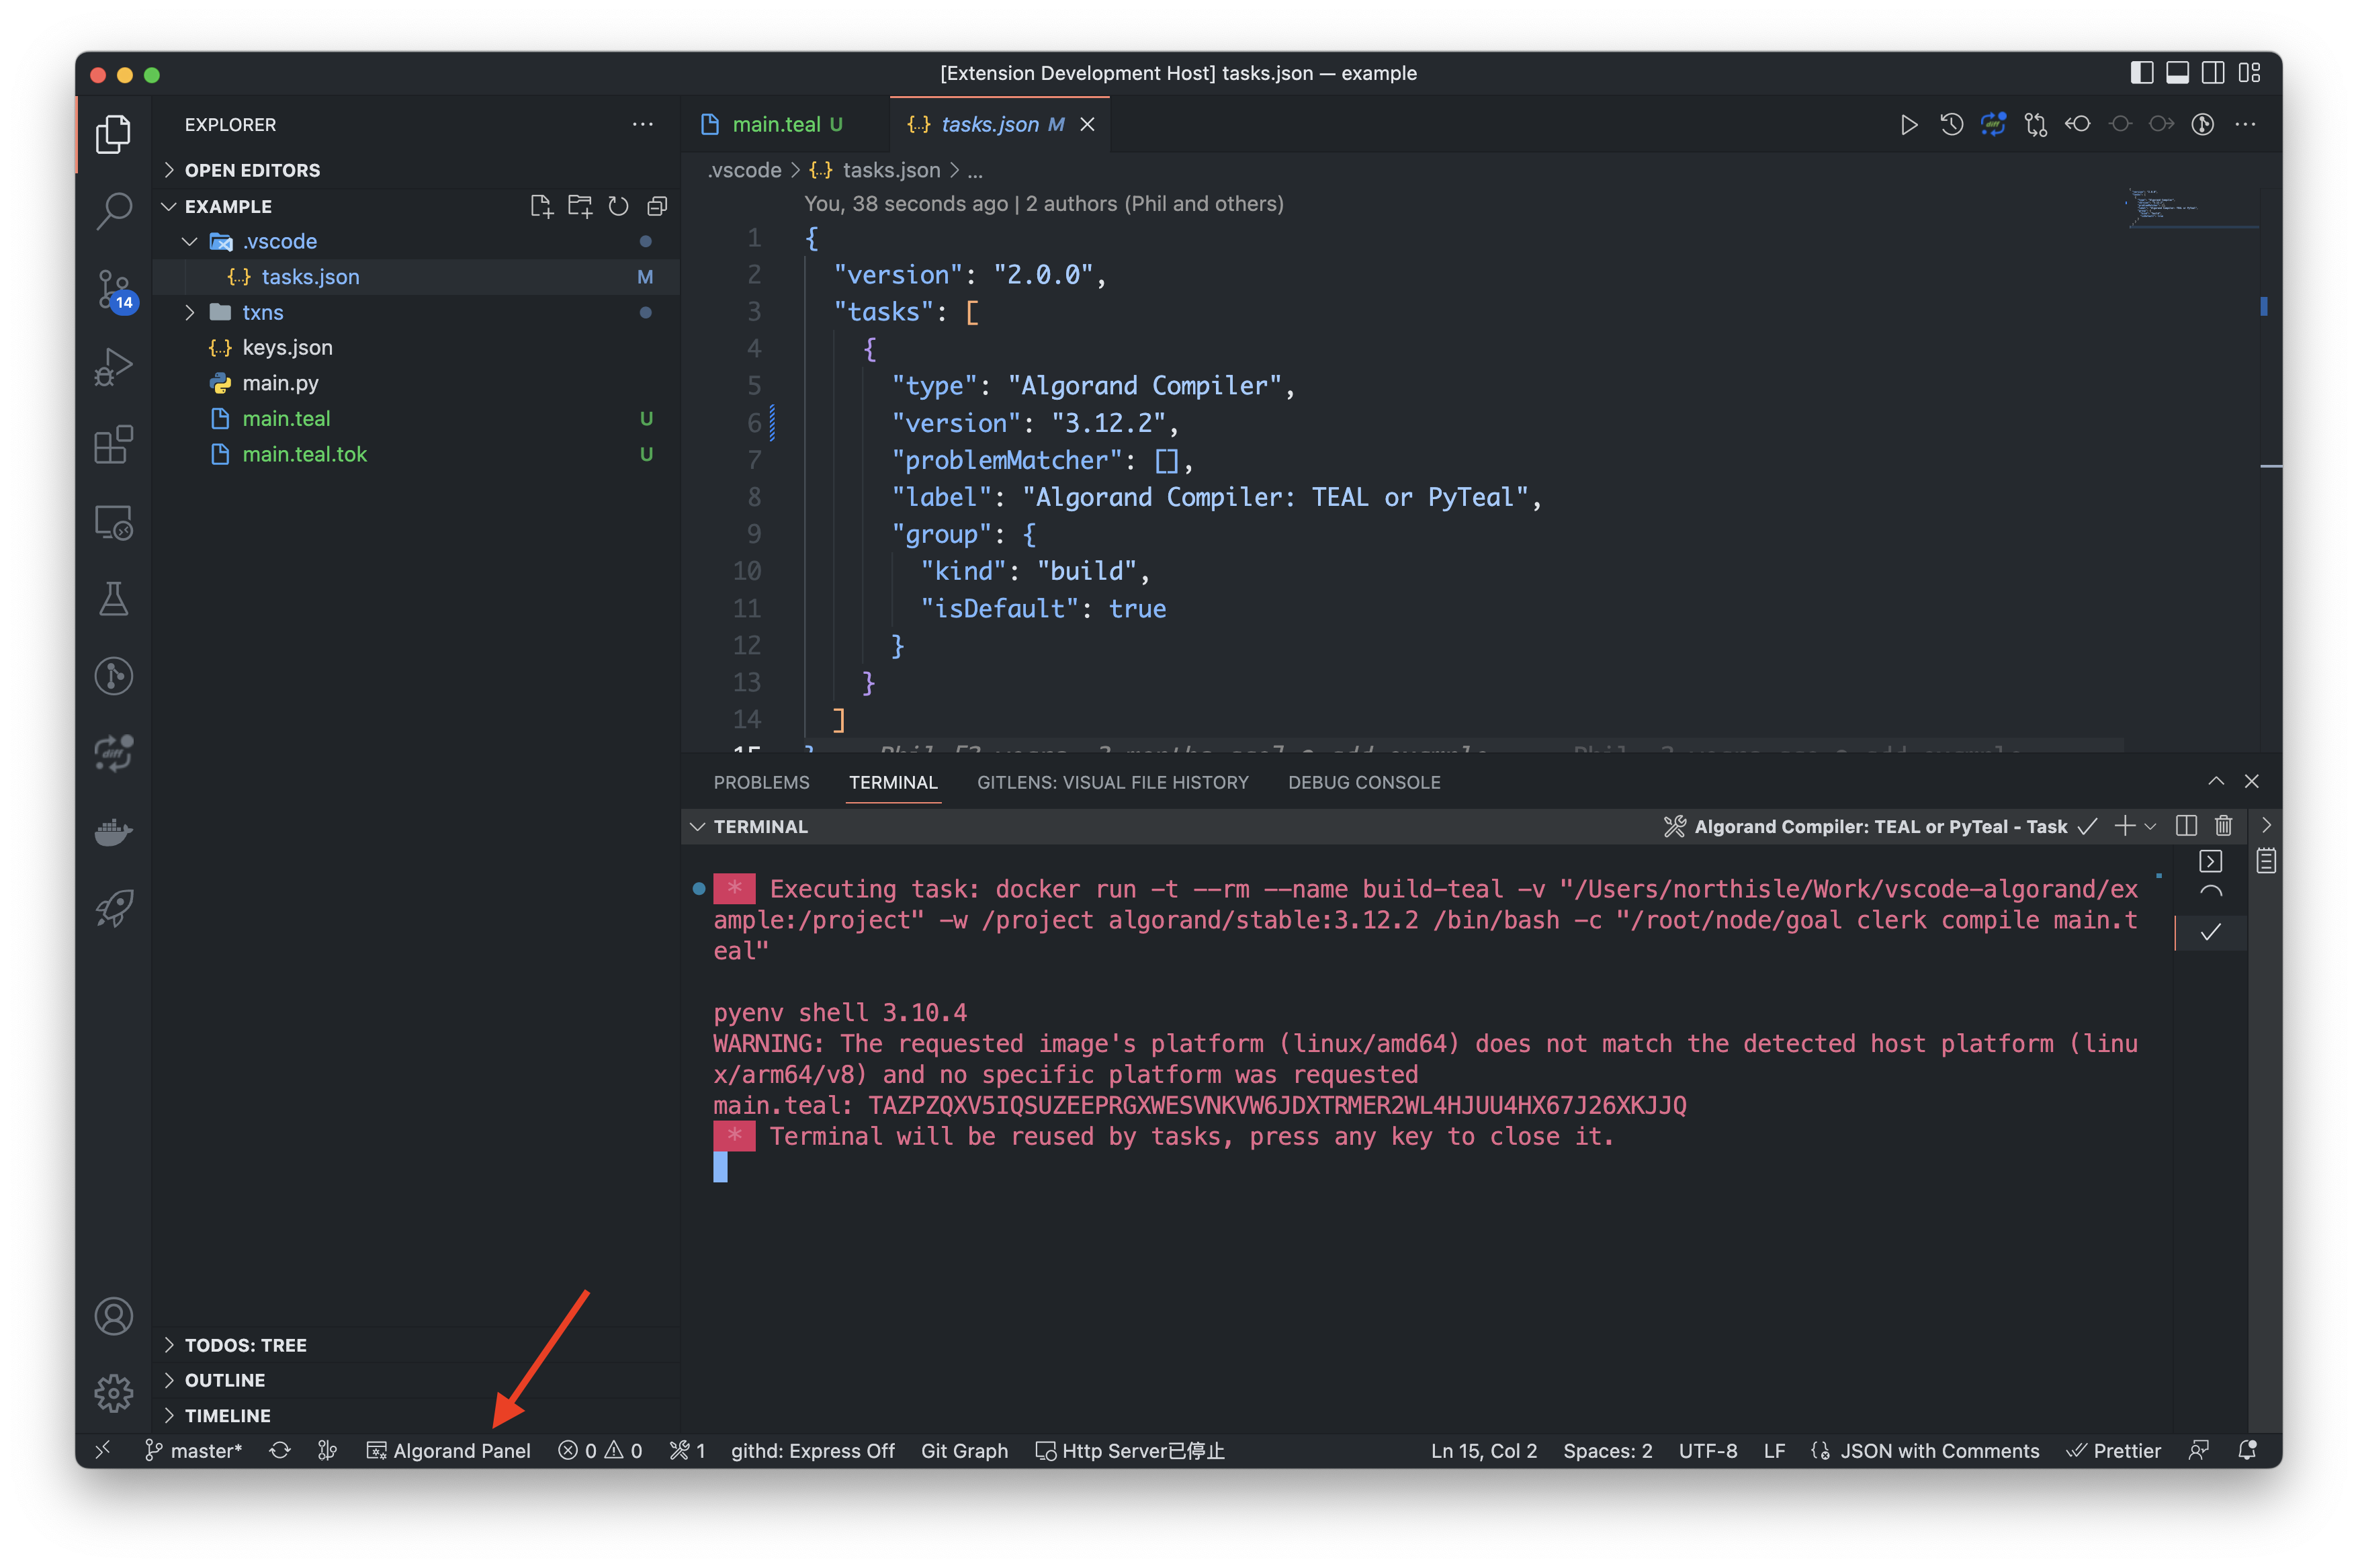 [Extension Development Host] tasks.json — example
EXPLORER
OPEN EDITORS
EXAMPLE
.vscode
tasks.json M
txns
keys.json
main.py
main.teal U
main.teal.tok U
14
diff
TODOS: TREE
OUTLINE
TIMELINE
main.teal U
{..} tasks.json M
.vscode > {..} tasks.json > ...
You, 38 seconds ago | 2 authors (Phil and others)
1 {
2 "version": "2.0.0",
3 "tasks": [
4 {
5 "type": "Algorand Compiler",
6 "version": "3.12.2",
7 "problemMatcher": [],
8 "label": "Algorand Compiler: TEAL or PyTeal",
9 "group": {
10 "kind": "build",
11 "isDefault": true
12 }
13 }
14 ]
15 }
PROBLEMS TERMINAL GITLENS: VISUAL FILE HISTORY DEBUG CONSOLE
TERMINAL
Algorand Compiler: TEAL or PyTeal - Task
* Executing task: docker run -t --rm --name build-teal -v "/Users/northisle/Work/vscode-algorand/ex
ample:/project" -w /project algorand/stable:3.12.2 /bin/bash -c "/root/node/goal clerk compile main.t
eal"
pyenv shell 3.10.4
WARNING: The requested image's platform (linux/amd64) does not match the detected host platform (linu
x/arm64/v8) and no specific platform was requested
main.teal: TAZPZQXV5IQSUZEEPRGXWESVNKVW6JDXTRMER2WL4HJUU4HX67J26XKJJQ
* Terminal will be reused by tasks, press any key to close it.
master* Algorand Panel 0 0 1 githd: Express Off Git Graph Http Server已停止 Ln 15, Col 2 Spaces: 2 UTF-8 LF JSON with Comments Prettier